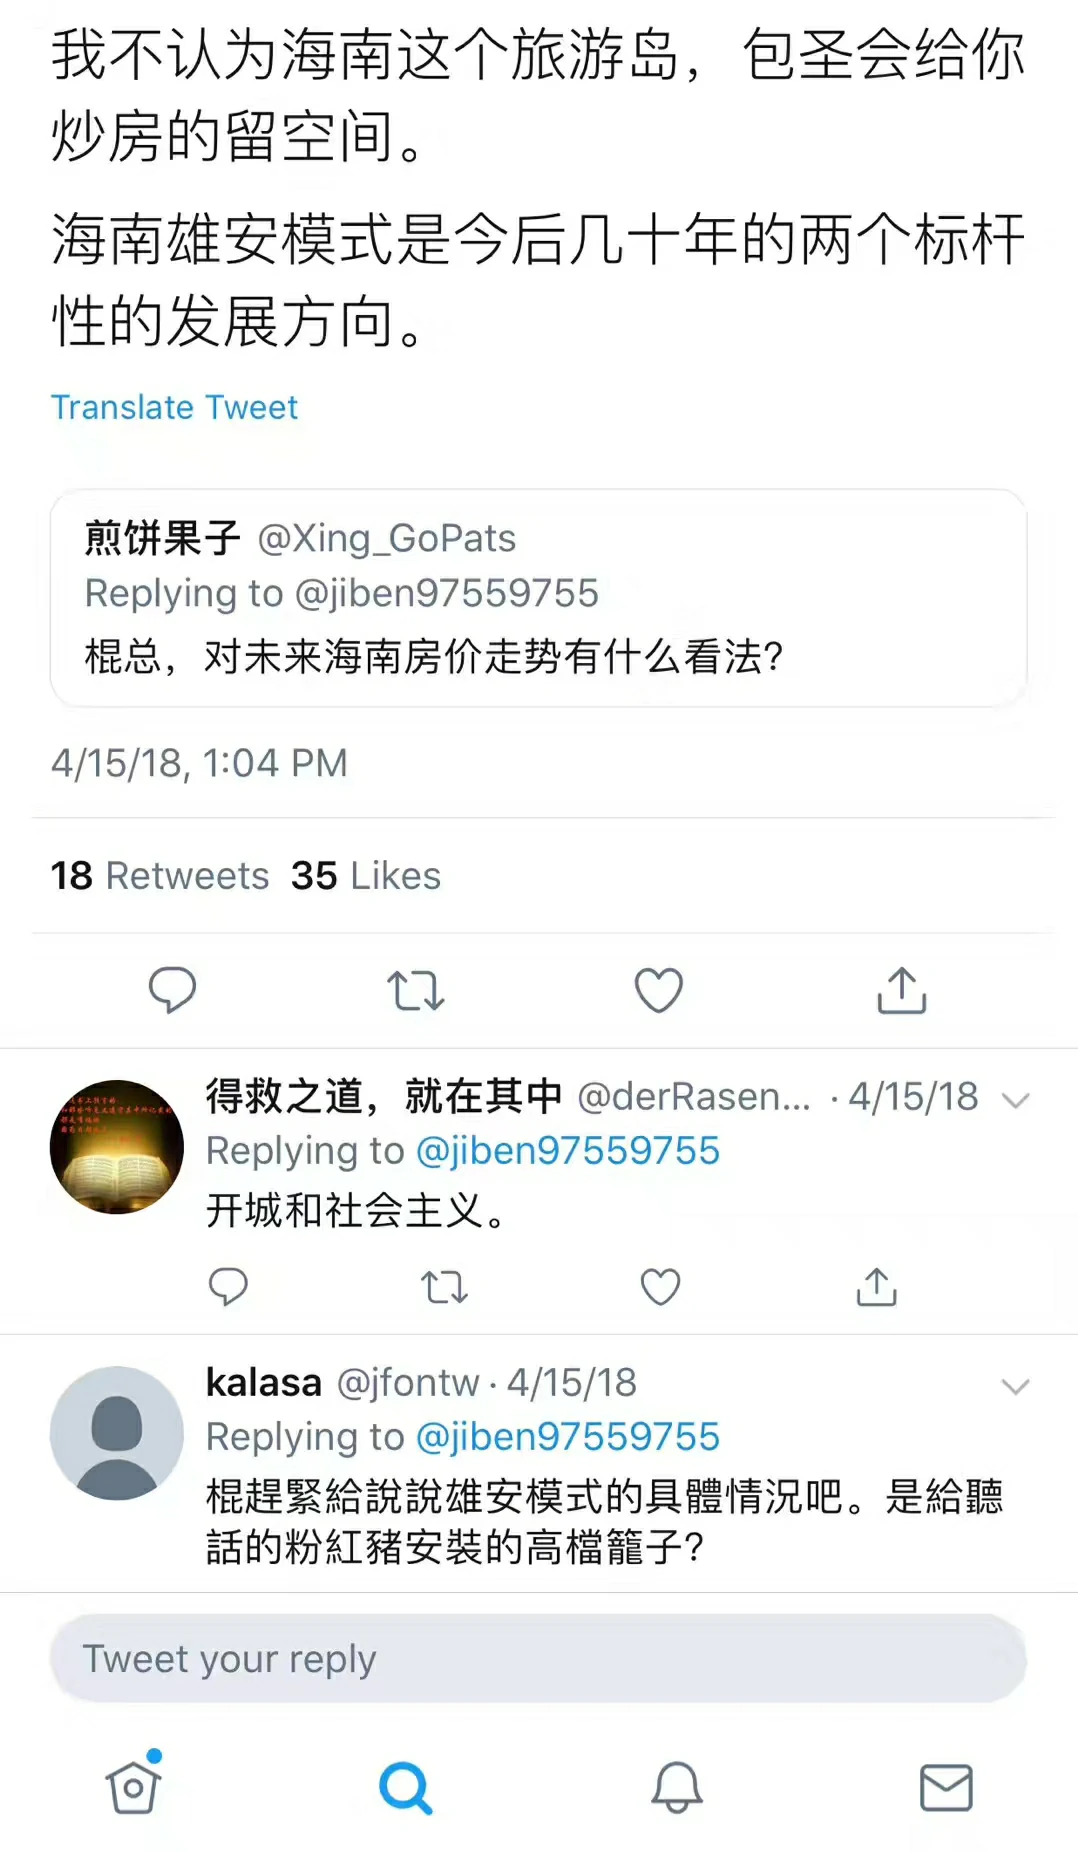 我不认为海南这个旅游岛，包圣会给你
炒房的留空间。
海南雄安模式是今后几十年的两个标杆
性的发展方向。
Translate Tweet
煎饼果子 @Xing_GoPats
Replying to @jiben97559755
棍总，对未来海南房价走势有什么看法?
4/15/18, 1:04 PM
18 Retweets 35 Likes
得救之道，就在其中 @derRasen... · 4/15/18
Replying to @jiben97559755
开城和社会主义。
kalasa @jfontw · 4/15/18
Replying to @jiben97559755
棍趕緊給說說雄安模式的具體情況吧。是給聽
話的粉紅豬安裝的高檔籠子?
Tweet your reply